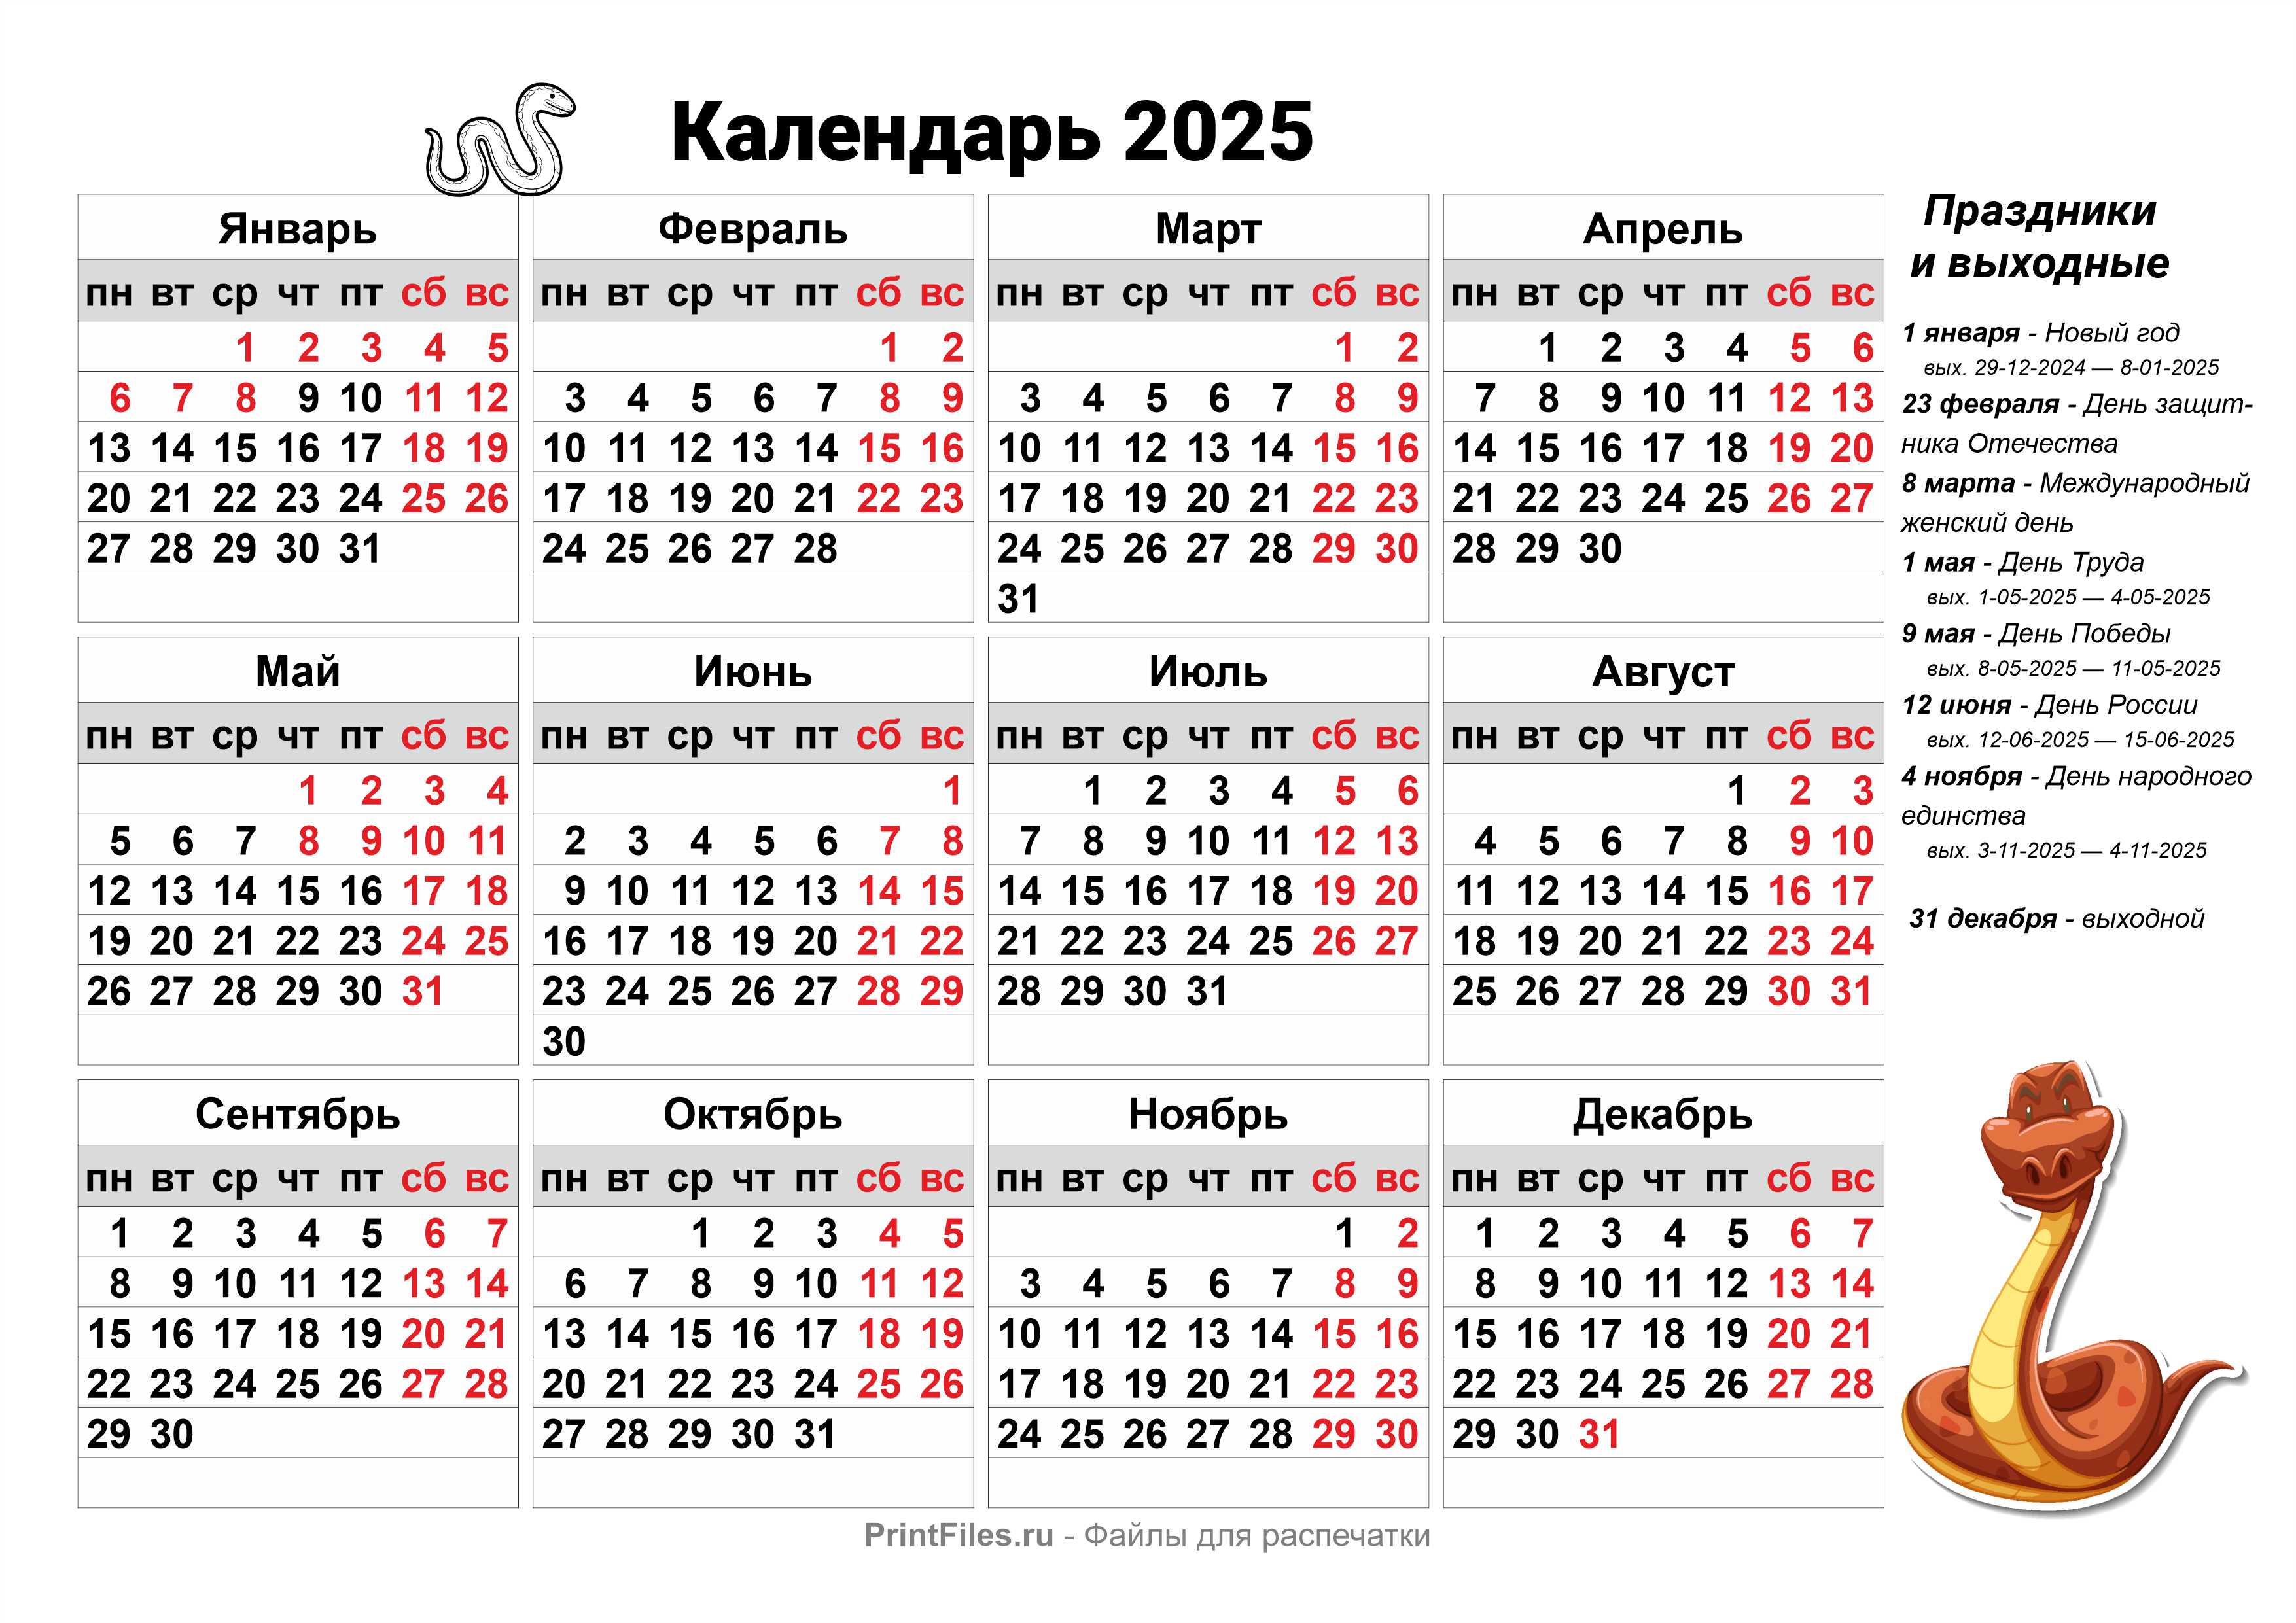 Календарь 2025
Январь
пн вт ср чт пт сб вс
1 2 3 4 5
6 7 8 9 10 11 12
13 14 15 16 17 18 19
20 21 22 23 24 25 26
27 28 29 30 31
Февраль
пн вт ср чт пт сб вс
1 2
3 4 5 6 7 8 9
10 11 12 13 14 15 16
17 18 19 20 21 22 23
24 25 26 27 28
Март
пн вт ср чт пт сб вс
1 2
3 4 5 6 7 8 9
10 11 12 13 14 15 16
17 18 19 20 21 22 23
24 25 26 27 28 29 30
31
Апрель
пн вт ср чт пт сб вс
1 2 3 4 5 6
7 8 9 10 11 12 13
14 15 16 17 18 19 20
21 22 23 24 25 26 27
28 29 30
Май
пн вт ср чт пт сб вс
1 2 3 4
5 6 7 8 9 10 11
12 13 14 15 16 17 18
19 20 21 22 23 24 25
26 27 28 29 30 31
Июнь
пн вт ср чт пт сб вс
1
2 3 4 5 6 7 8
9 10 11 12 13 14 15
16 17 18 19 20 21 22
23 24 25 26 27 28 29
30
Июль
пн вт ср чт пт сб вс
1 2 3 4 5 6
7 8 9 10 11 12 13
14 15 16 17 18 19 20
21 22 23 24 25 26 27
28 29 30 31
Август
пн вт ср чт пт сб вс
1 2 3
4 5 6 7 8 9 10
11 12 13 14 15 16 17
18 19 20 21 22 23 24
25 26 27 28 29 30 31
Сентябрь
пн вт ср чт пт сб вс
1 2 3 4 5 6 7
8 9 10 11 12 13 14
15 16 17 18 19 20 21
22 23 24 25 26 27 28
29 30
Октябрь
пн вт ср чт пт сб вс
1 2 3 4 5
6 7 8 9 10 11 12
13 14 15 16 17 18 19
20 21 22 23 24 25 26
27 28 29 30 31
Ноябрь
пн вт ср чт пт сб вс
1 2
3 4 5 6 7 8 9
10 11 12 13 14 15 16
17 18 19 20 21 22 23
24 25 26 27 28 29 30
Декабрь
пн вт ср чт пт сб вс
1 2 3 4 5 6 7
8 9 10 11 12 13 14
15 16 17 18 19 20 21
22 23 24 25 26 27 28
29 30 31
Праздники
и выходные
1 января - Новый год
вых. 29-12-2024 — 8-01-2025
23 февраля - День защит-
ника Отечества
8 марта - Международный
женский день
1 мая - День Труда
вых. 1-05-2025 — 4-05-2025
9 мая - День Победы
вых. 8-05-2025 — 11-05-2025
12 июня - День России
вых. 12-06-2025 — 15-06-2025
4 ноября - День народного
единства
вых. 3-11-2025 — 4-11-2025
31 декабря - выходной
PrintFiles.ru - Файлы для распечатки